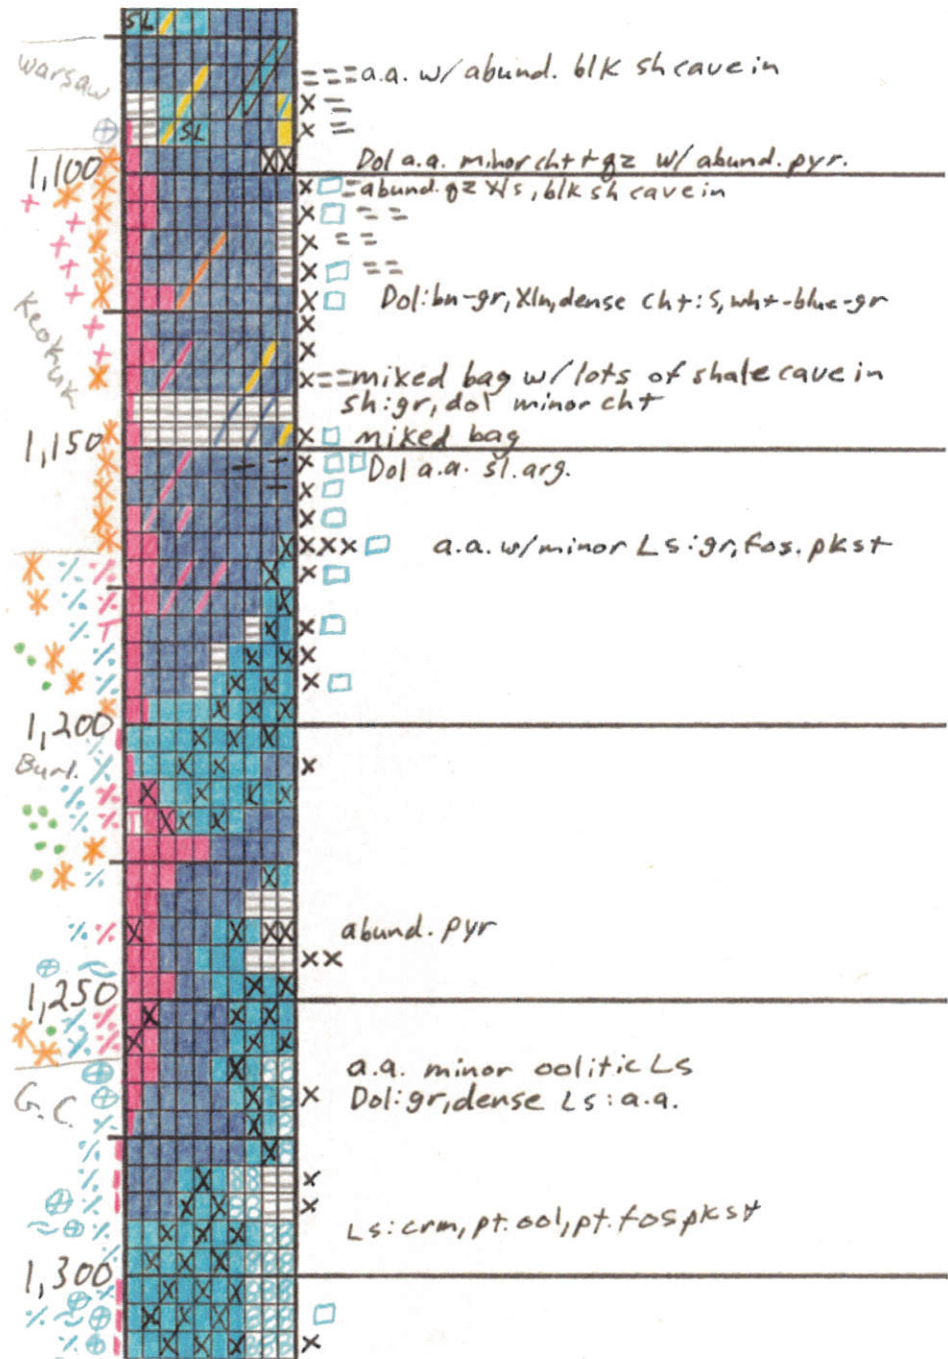 SL
Warsaw
a.a. w/ abund. blk sh cave in
SL
1,100
Dol a.a. minor cht + qz w/ abund. pyr.
abund. qz xls, blk sh cave in
Keokuk
Dol: bn-gr, xln, dense cht: s, wht-blue-gr
mixed bag w/ lots of shale cave in
sh: gr, dol minor cht
1,150
mixed bag
Dol a.a. sl. arg.
a.a. w/ minor Ls: gr, fos. pkst
1,200
Burl.
abund. pyr
1,250
a.a. minor oolitic Ls
G.C.
Dol: gr, dense Ls: a.a.
Ls: crm, pt. ool, pt. fos pkst
1,300